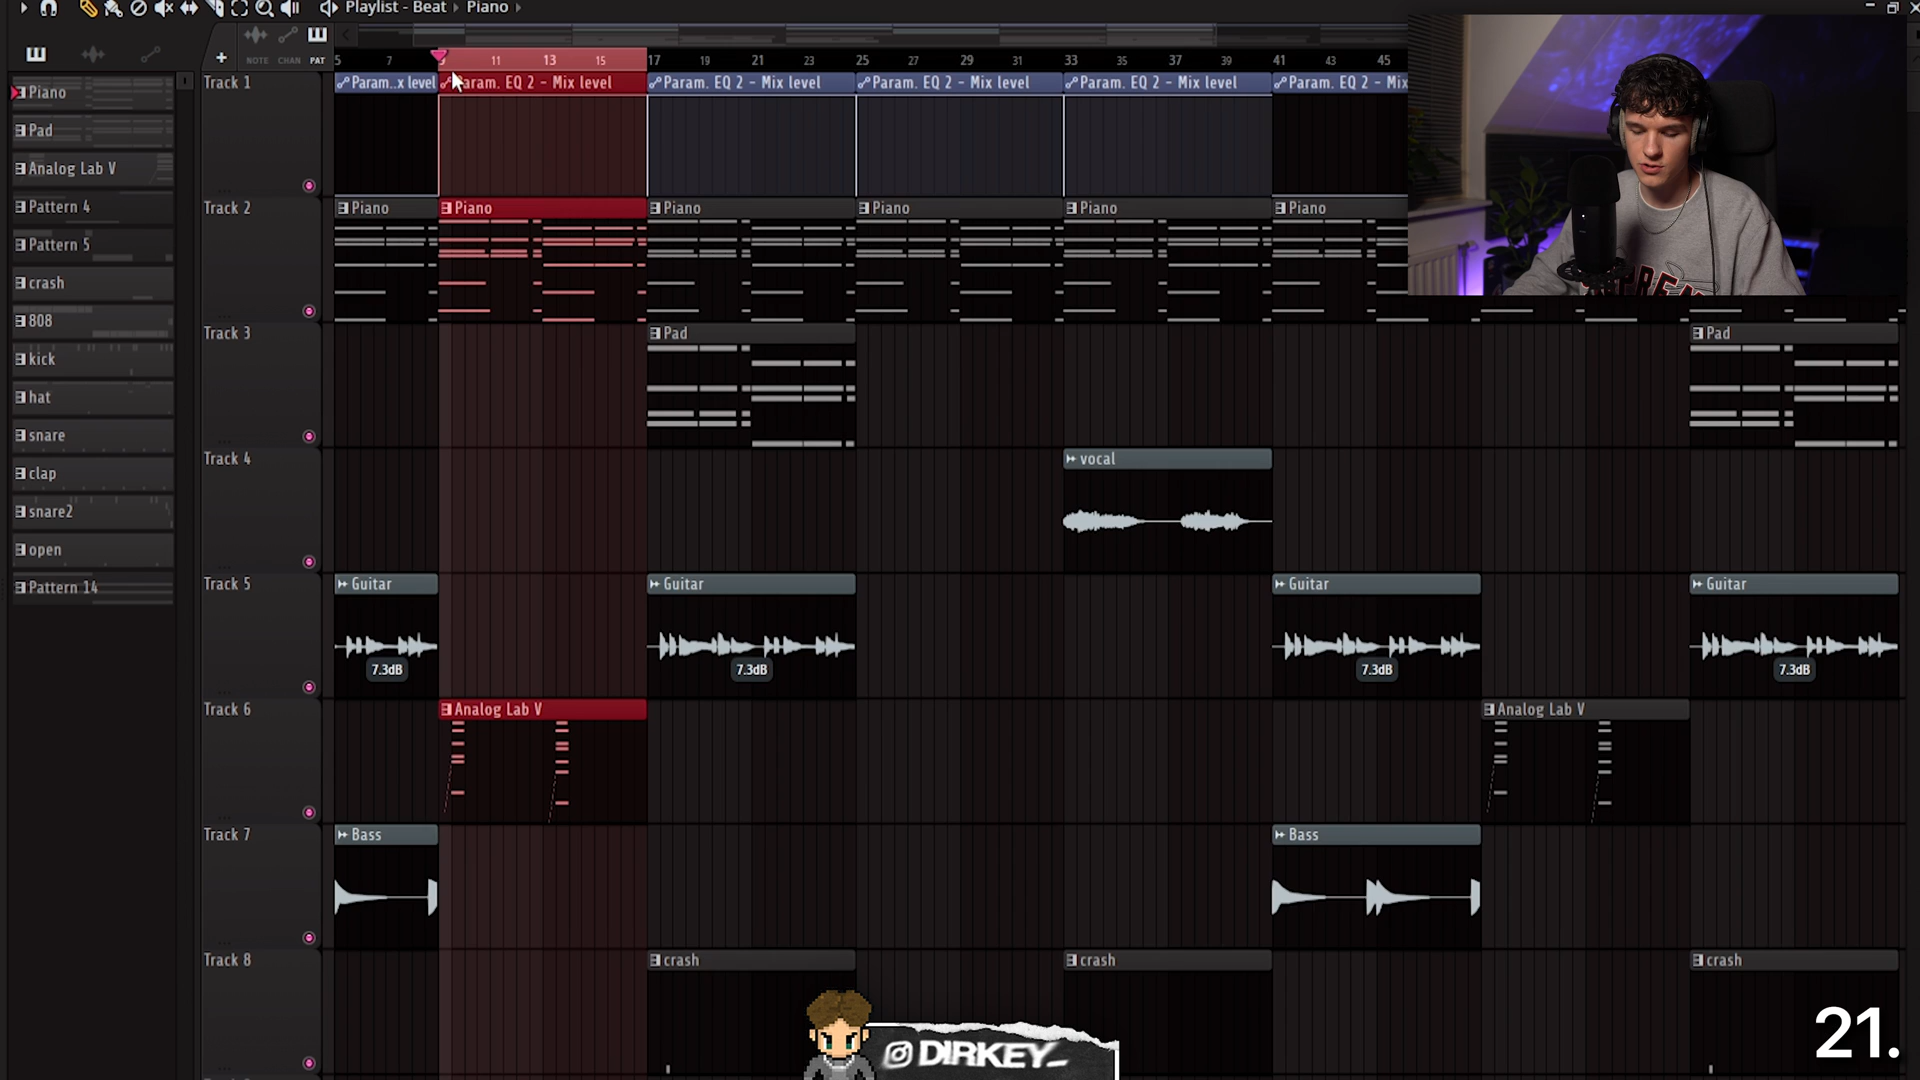 Playlist - Beat › Piano ›
NOTE CHAN PAT
5 7 9 11 13 15 17 19 21 23 25 27 29 31 33 35 37 39 41 43 45
Piano
Pad
Analog Lab V
Pattern 4
Pattern 5
crash
808
kick
hat
snare
clap
snare2
open
Pattern 14
Track 1
Param..x level
Param. EQ 2 - Mix level
Param. EQ 2 - Mix level
Param. EQ 2 - Mix level
Param. EQ 2 - Mix level
Param. EQ 2 - Mix
Track 2
Piano
Piano
Piano
Piano
Piano
Piano
Track 3
Pad
Pad
Track 4
vocal
Track 5
Guitar
Guitar
Guitar
Guitar
7.3dB
7.3dB
7.3dB
7.3dB
Track 6
Analog Lab V
Analog Lab V
Track 7
Bass
Bass
Track 8
crash
crash
crash
DIRKEY_
21.